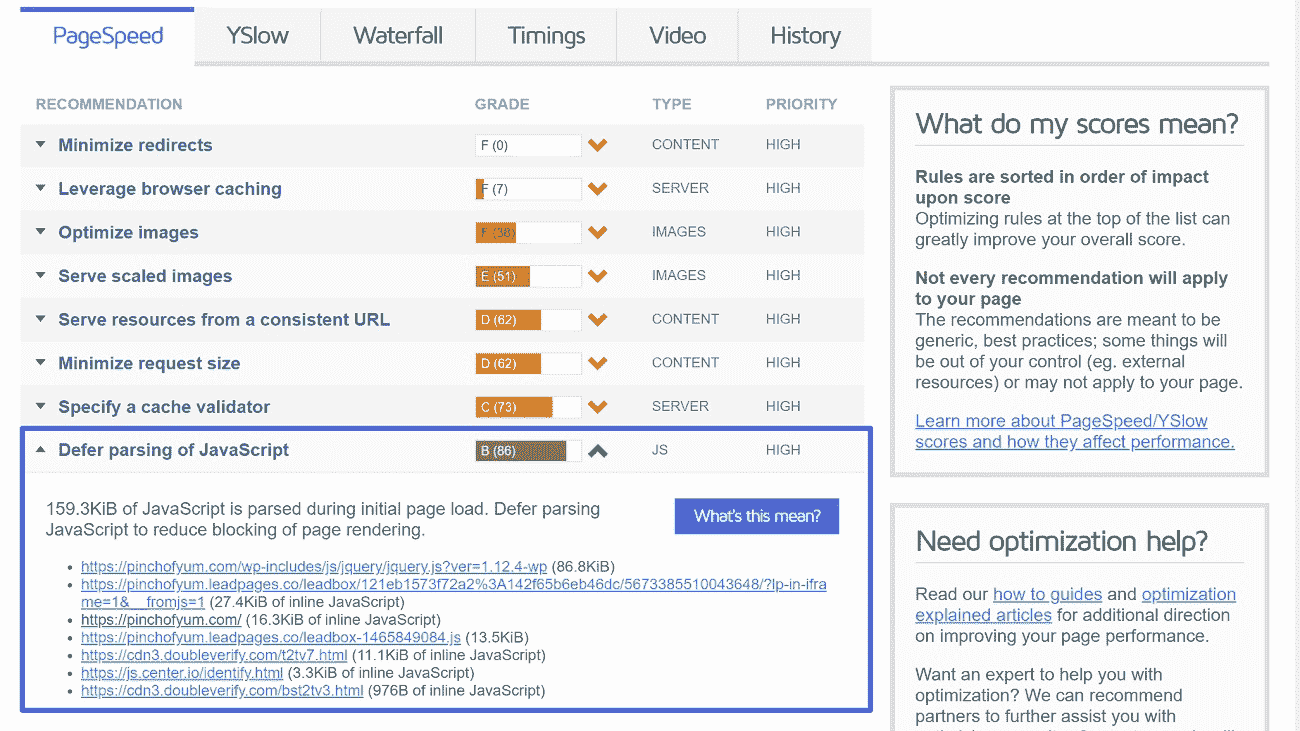 PageSpeed YSlow Waterfall Timings Video History
RECOMMENDATION GRADE TYPE PRIORITY
Minimize redirects F (0) CONTENT HIGH
Leverage browser caching F (7) SERVER HIGH
Optimize images F (38) IMAGES HIGH
Serve scaled images E (51) IMAGES HIGH
Serve resources from a consistent URL D (62) CONTENT HIGH
Minimize request size D (62) CONTENT HIGH
Specify a cache validator C (73) SERVER HIGH
Defer parsing of JavaScript B (86) JS HIGH
159.3KiB of JavaScript is parsed during initial page load. Defer parsing
JavaScript to reduce blocking of page rendering.
What's this mean?
https://pinchofyum.com/wp-includes/js/jquery/jquery.js?ver=1.12.4-wp (86.8KiB)
https://pinchofyum.leadpages.co/leadbox/121eb1573f72a2%3A142f65b6eb46dc/5673385510043648/?lp-in-ifra
me=1&__fromjs=1 (27.4KiB of inline JavaScript)
https://pinchofyum.com/ (16.3KiB of inline JavaScript)
https://pinchofyum.leadpages.co/leadbox-1465849084.js (13.5KiB)
https://cdn3.doubleverify.com/t2tv7.html (11.1KiB of inline JavaScript)
https://js.center.io/identify.html (3.3KiB of inline JavaScript)
https://cdn3.doubleverify.com/bst2tv3.html (976B of inline JavaScript)
What do my scores mean?
Rules are sorted in order of impact
upon score
Optimizing rules at the top of the list can
greatly improve your overall score.
Not every recommendation will apply
to your page
The recommendations are meant to be
generic, best practices; some things will
be out of your control (eg. external
resources) or may not apply to your page.
Learn more about PageSpeed/YSlow
scores and how they affect performance.
Need optimization help?
Read our how to guides and optimization
explained articles for additional direction
on improving your page performance.
Want an expert to help you with
optimization? We can recommend
partners to further assist you with